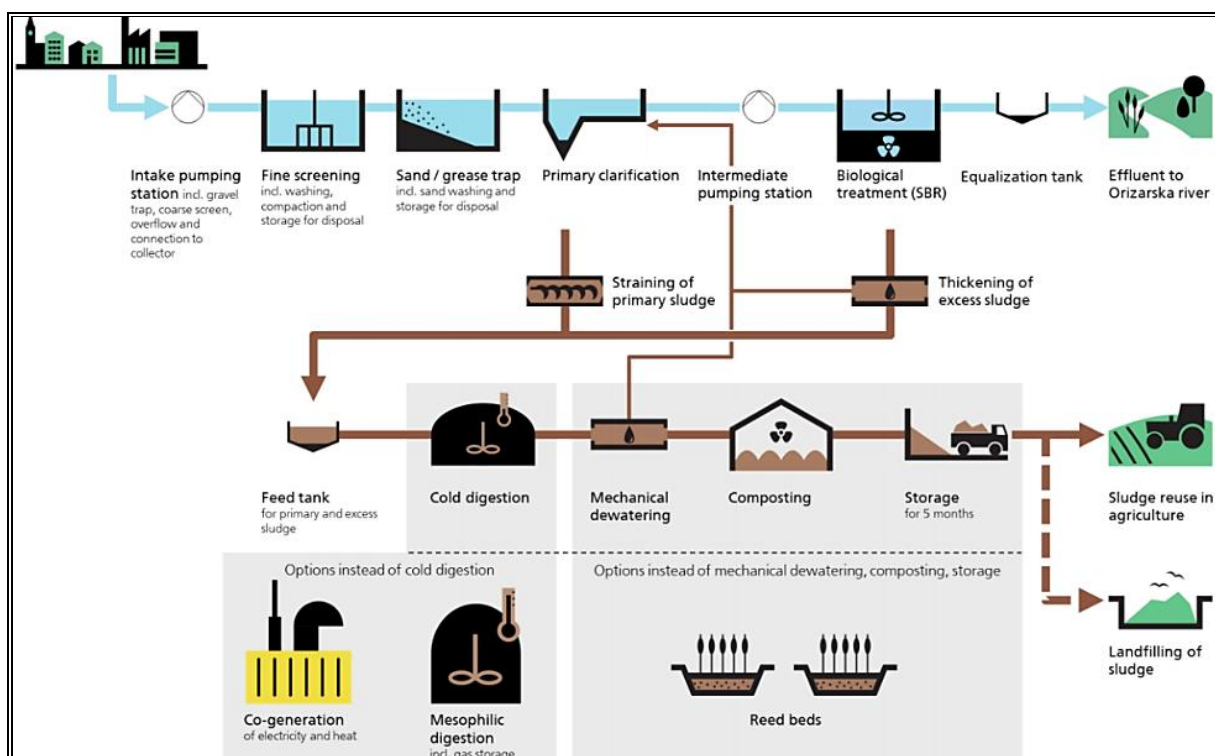 Intake pumping
station incl. gravel
trap, coarse screen,
overflow and
connection to
collector
Fine screening
incl. washing,
compaction and
storage for disposal
Sand / grease trap
incl. sand washing and
storage for disposal
Primary clarification
Intermediate
pumping station
Biological
treatment (SBR)
Equalization tank
Effluent to
Orizarska river
Straining of
primary sludge
Thickening of
excess sludge
Feed tank
for primary and excess
sludge
Cold digestion
Mechanical
dewatering
Composting
Storage
for 5 months
Sludge reuse in
agriculture
Options instead of cold digestion
Options instead of mechanical dewatering, composting, storage
Landfilling of
sludge
Co-generation
of electricity and heat
Mesophilic
digestion
incl. gas storage
Reed beds